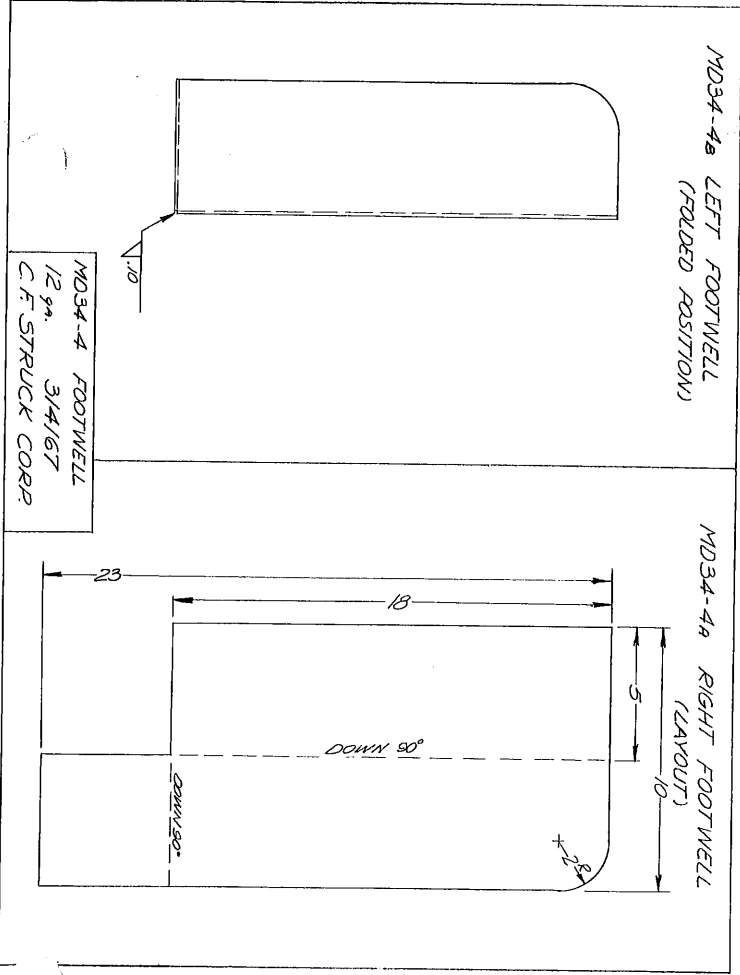 MD34-4B LEFT FOOTWELL
(FOLDED POSITION)
.10
MD34-4 FOOTWELL
12 ga. 3/4/67
C.F. STRUCK CORP.
MD34-4A RIGHT FOOTWELL
(LAYOUT)
23
18
5
10
2R
DOWN 90°
DOWN 90°